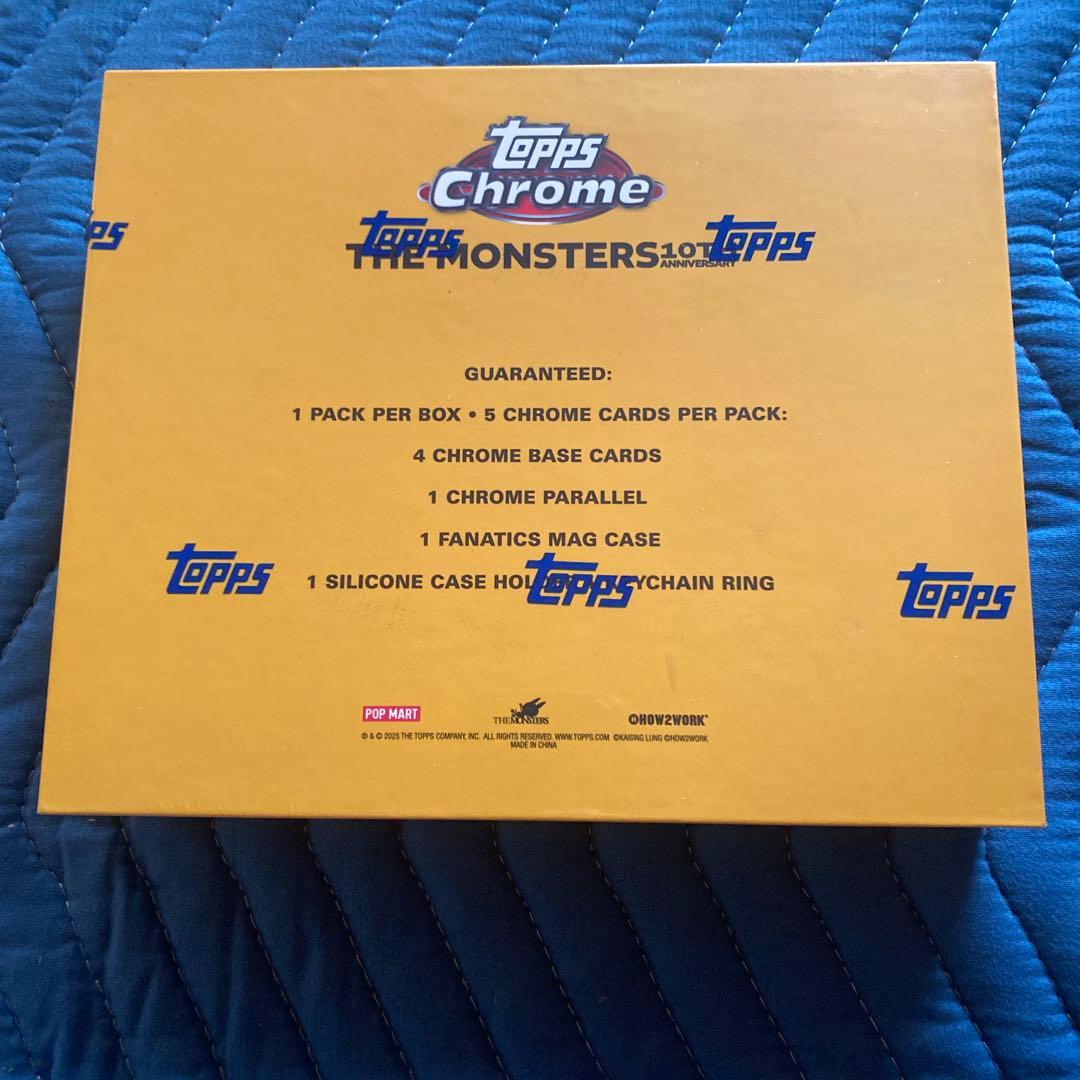 topps
Chrome
topps
THE MONSTERS 10TH
ANNIVERSARY
topps
GUARANTEED:
1 PACK PER BOX • 5 CHROME CARDS PER PACK:
4 CHROME BASE CARDS
1 CHROME PARALLEL
1 FANATICS MAG CASE
topps
1 SILICONE CASE YCHAIN RING
topps
topps
POP MART
THE MONSTERS
HOW2WORK
® & © 2025 THE TOPPS COMPANY, INC. ALL RIGHTS RESERVED. WWW.TOPPS.COM ©KAISING LUNG ©HOW2WORK
MADE IN CHINA